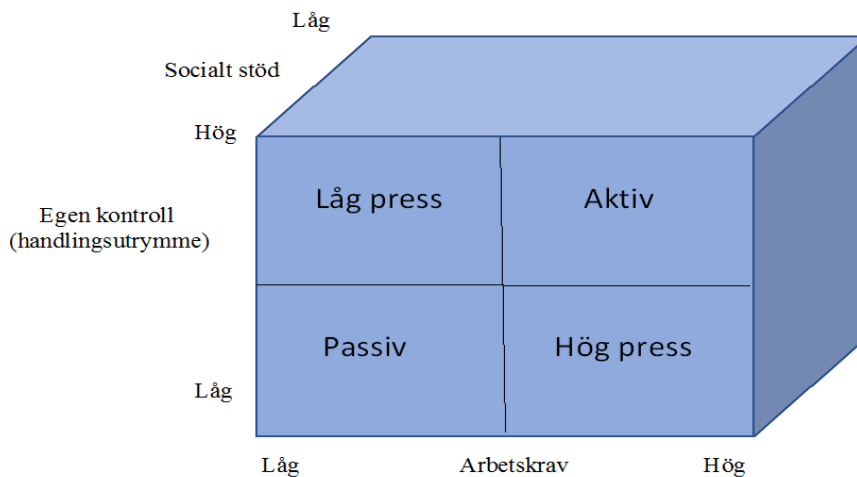 Låg
Socialt stöd
Hög
Låg press
Aktiv
Egen kontroll
(handlingsutrymme)
Passiv
Hög press
Låg
Låg
Arbetskrav
Hög